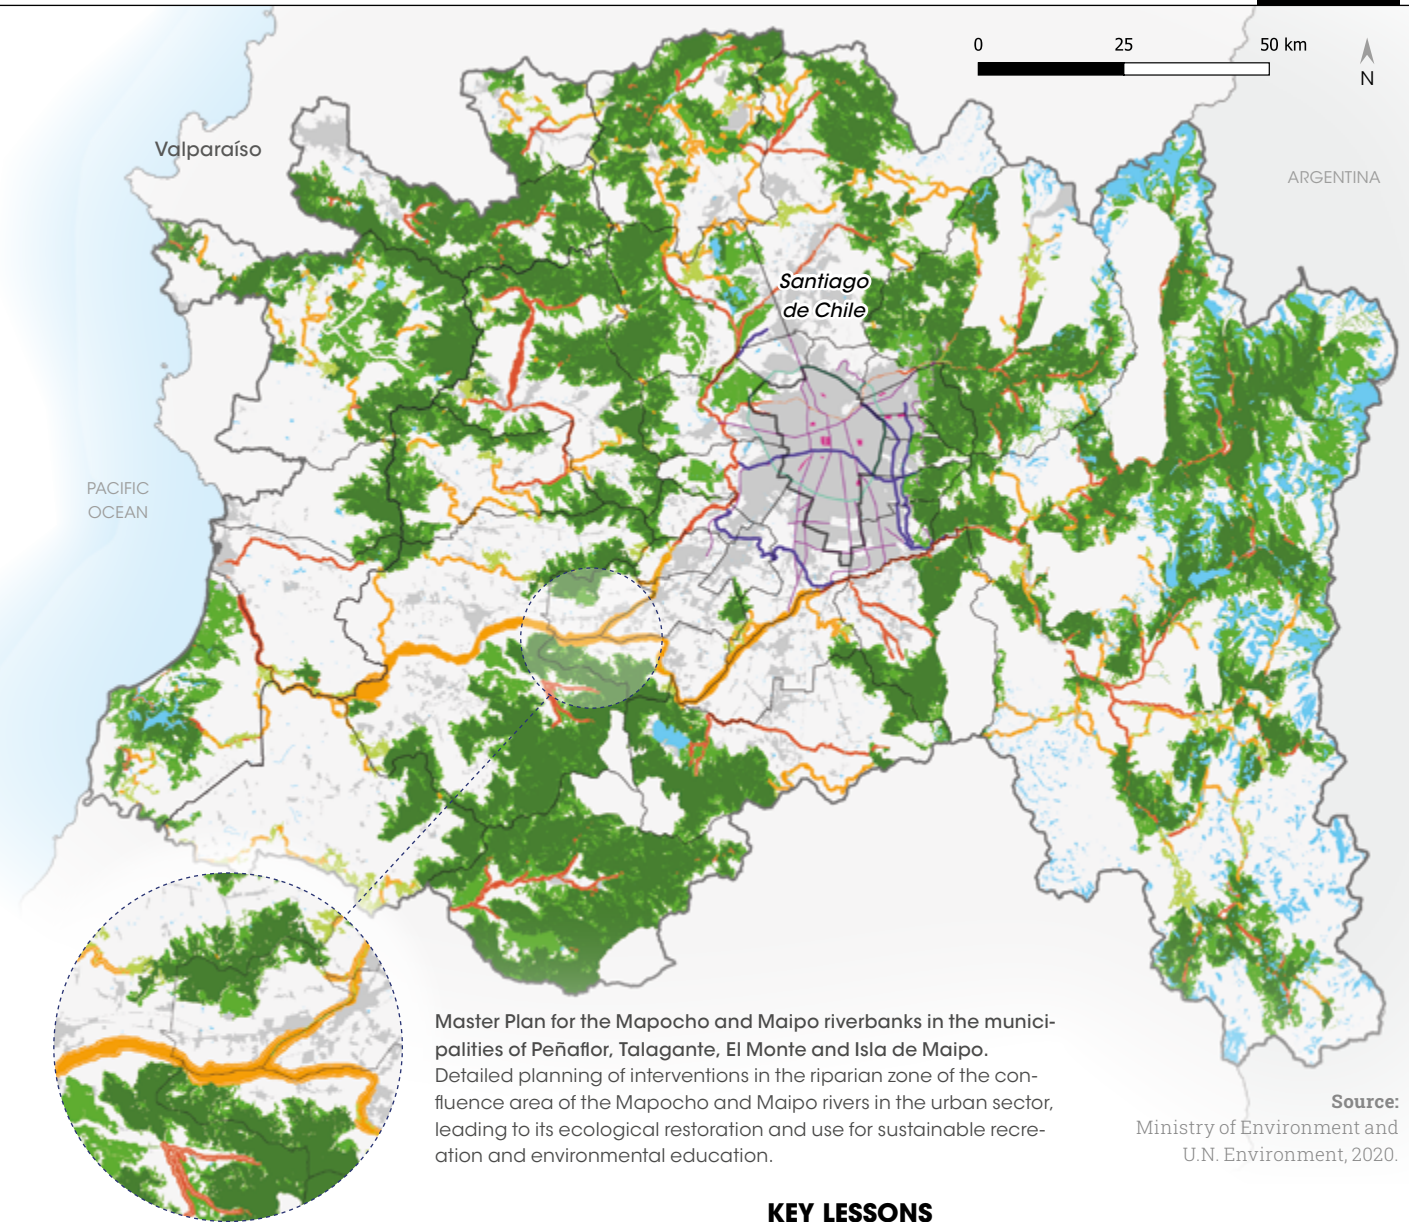 0 25 50 km
N
Valparaíso
ARGENTINA
Santiago
de Chile
PACIFIC
OCEAN
Master Plan for the Mapocho and Maipo riverbanks in the munici-
palities of Peñaflor, Talagante, El Monte and Isla de Maipo.
Detailed planning of interventions in the riparian zone of the con-
fluence area of the Mapocho and Maipo rivers in the urban sector,
leading to its ecological restoration and use for sustainable recre-
ation and environmental education.
Source:
Ministry of Environment and
U.N. Environment, 2020.
KEY LESSONS